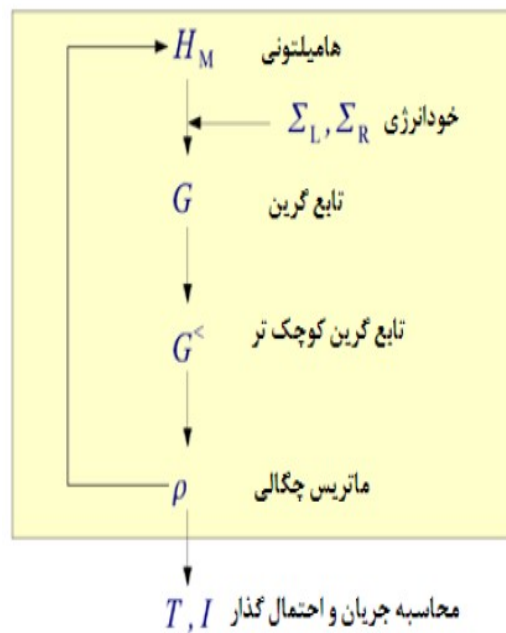 H_M هامیلتونی
Σ_L, Σ_R خودانرژی
G تابع گرین
G^< تابع گرین کوچک تر
ρ ماتریس چگالی
T, I محاسبه جریان و احتمال گذار